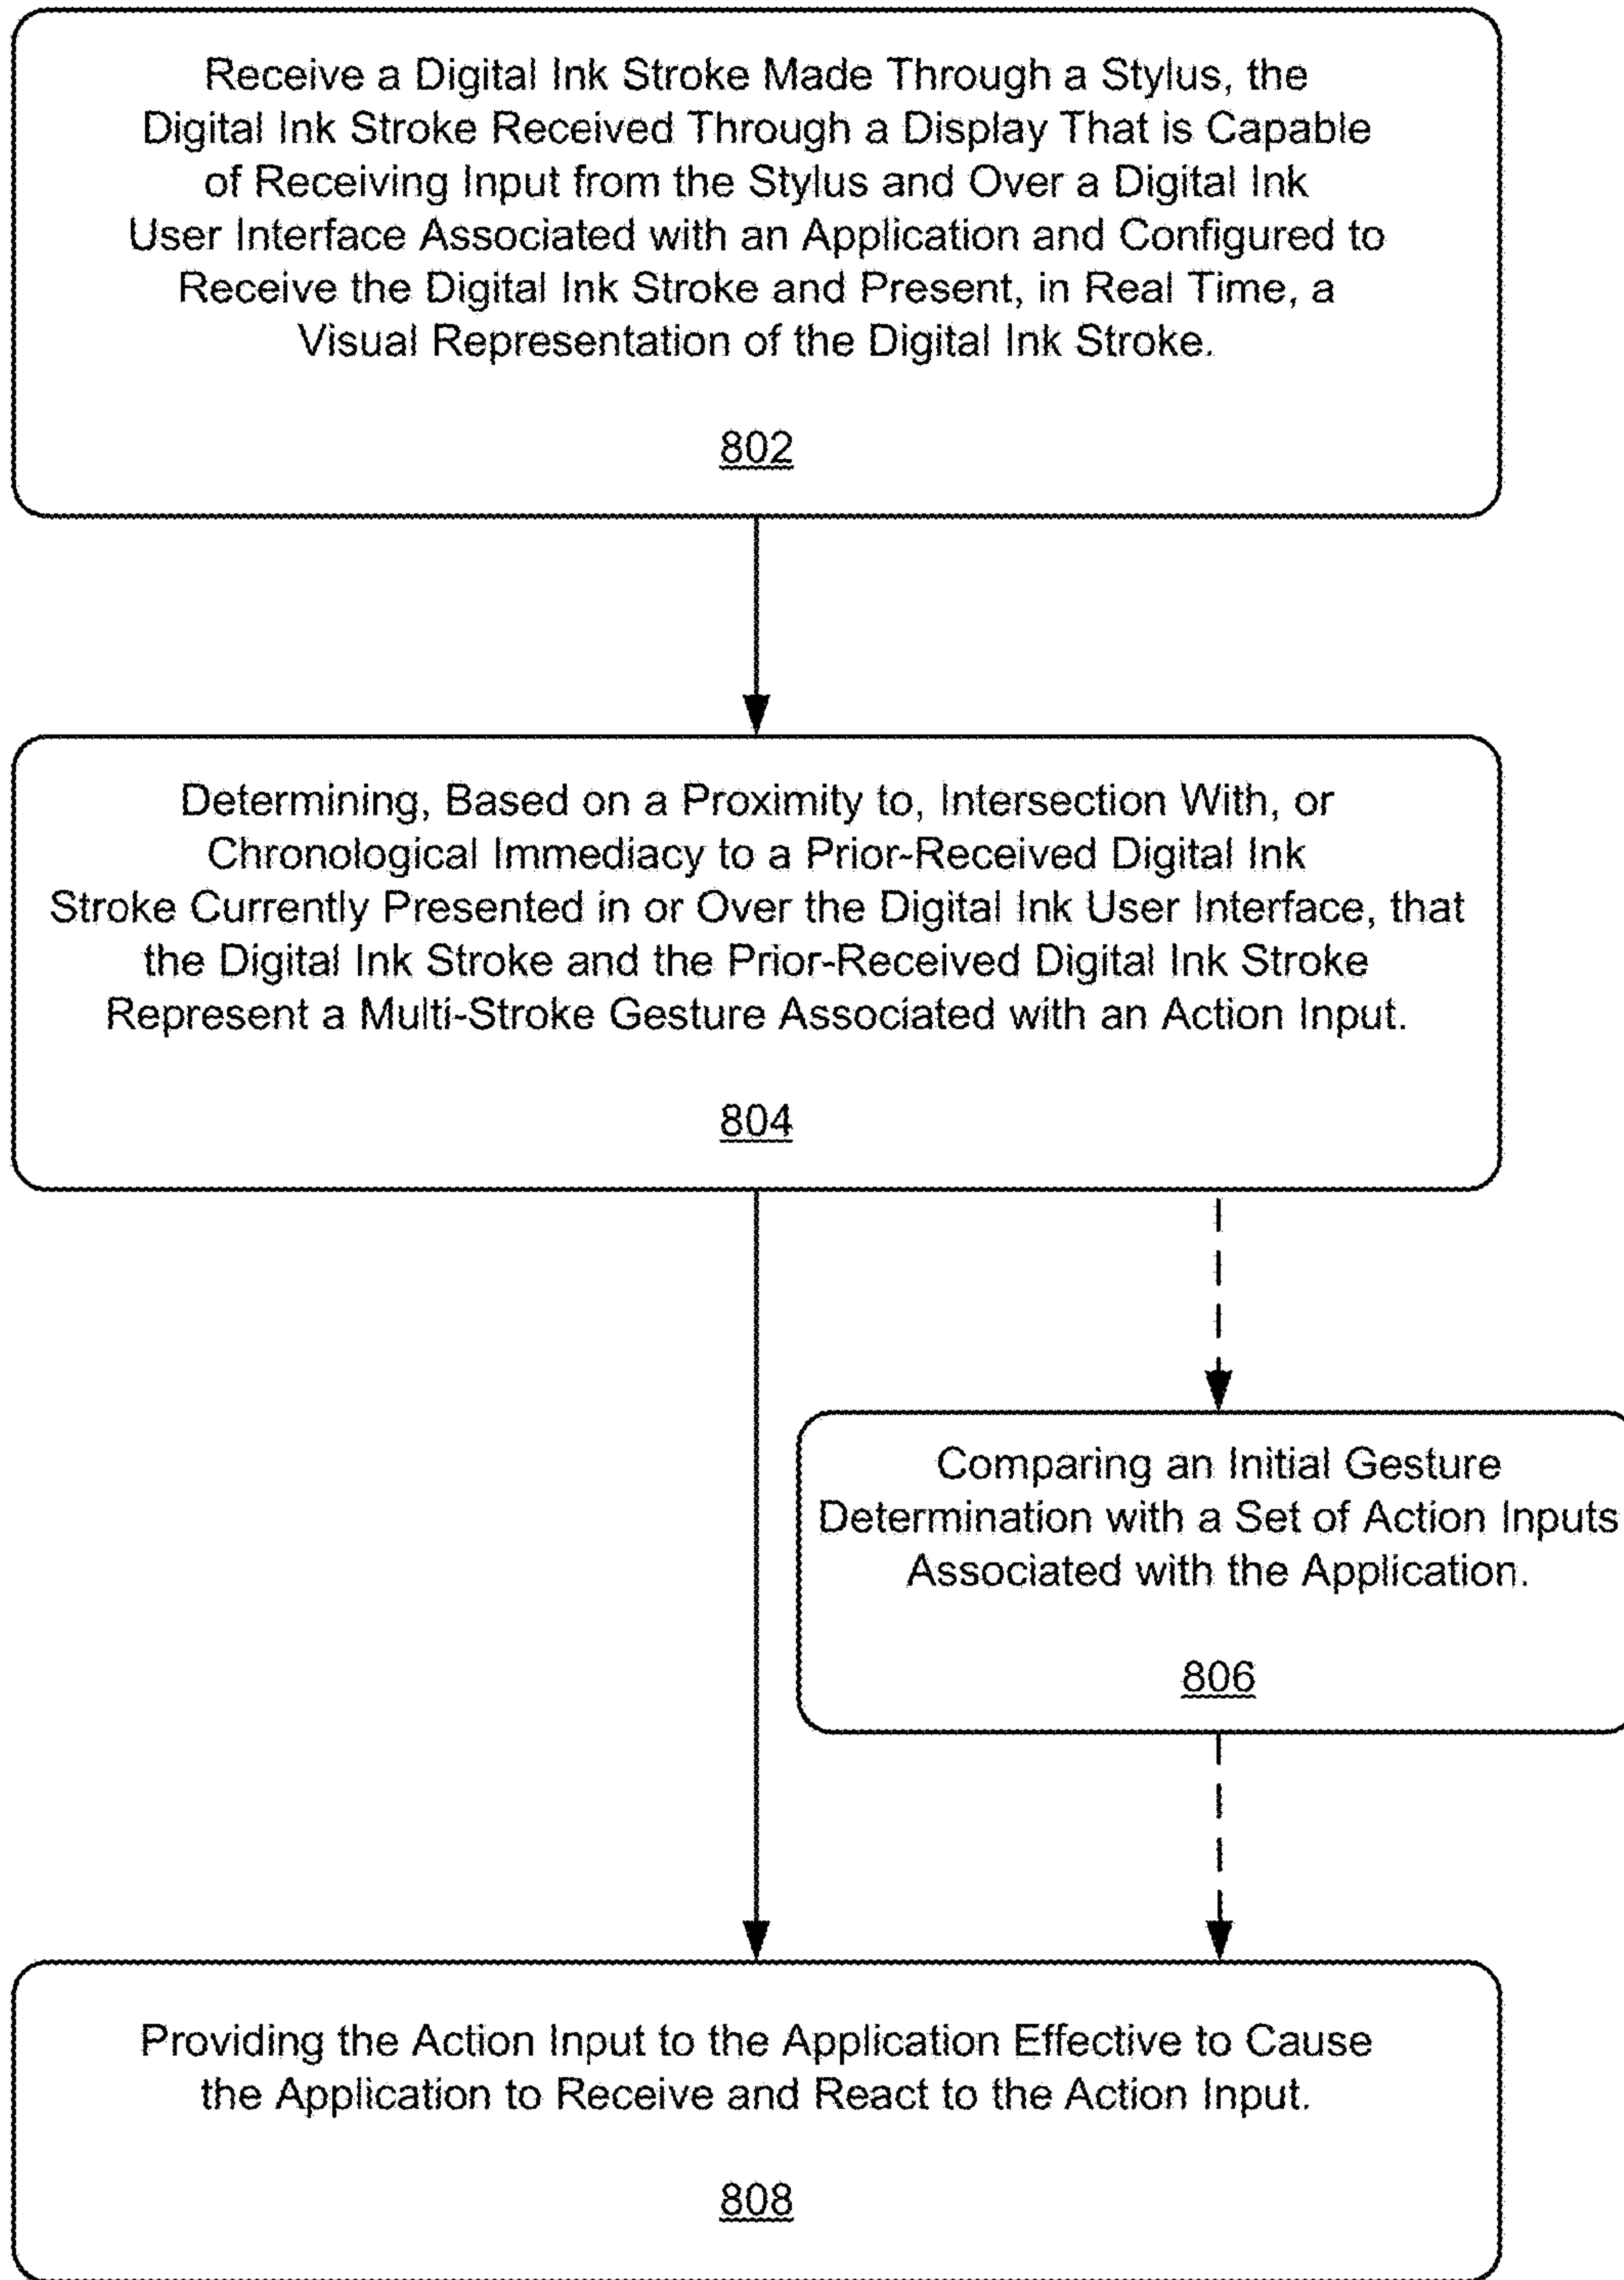 Receive a Digital Ink Stroke Made Through a Stylus, the
Digital Ink Stroke Received Through a Display That is Capable
of Receiving Input from the Stylus and Over a Digital Ink
User Interface Associated with an Application and Configured to
Receive the Digital Ink Stroke and Present, in Real Time, a
Visual Representation of the Digital Ink Stroke.
802
Determining, Based on a Proximity to, Intersection With, or
Chronological Immediacy to a Prior-Received Digital Ink
Stroke Currently Presented in or Over the Digital Ink User Interface, that
the Digital Ink Stroke and the Prior-Received Digital Ink Stroke
Represent a Multi-Stroke Gesture Associated with an Action Input.
804
Comparing an Initial Gesture
Determination with a Set of Action Inputs
Associated with the Application.
806
Providing the Action Input to the Application Effective to Cause
the Application to Receive and React to the Action Input.
808